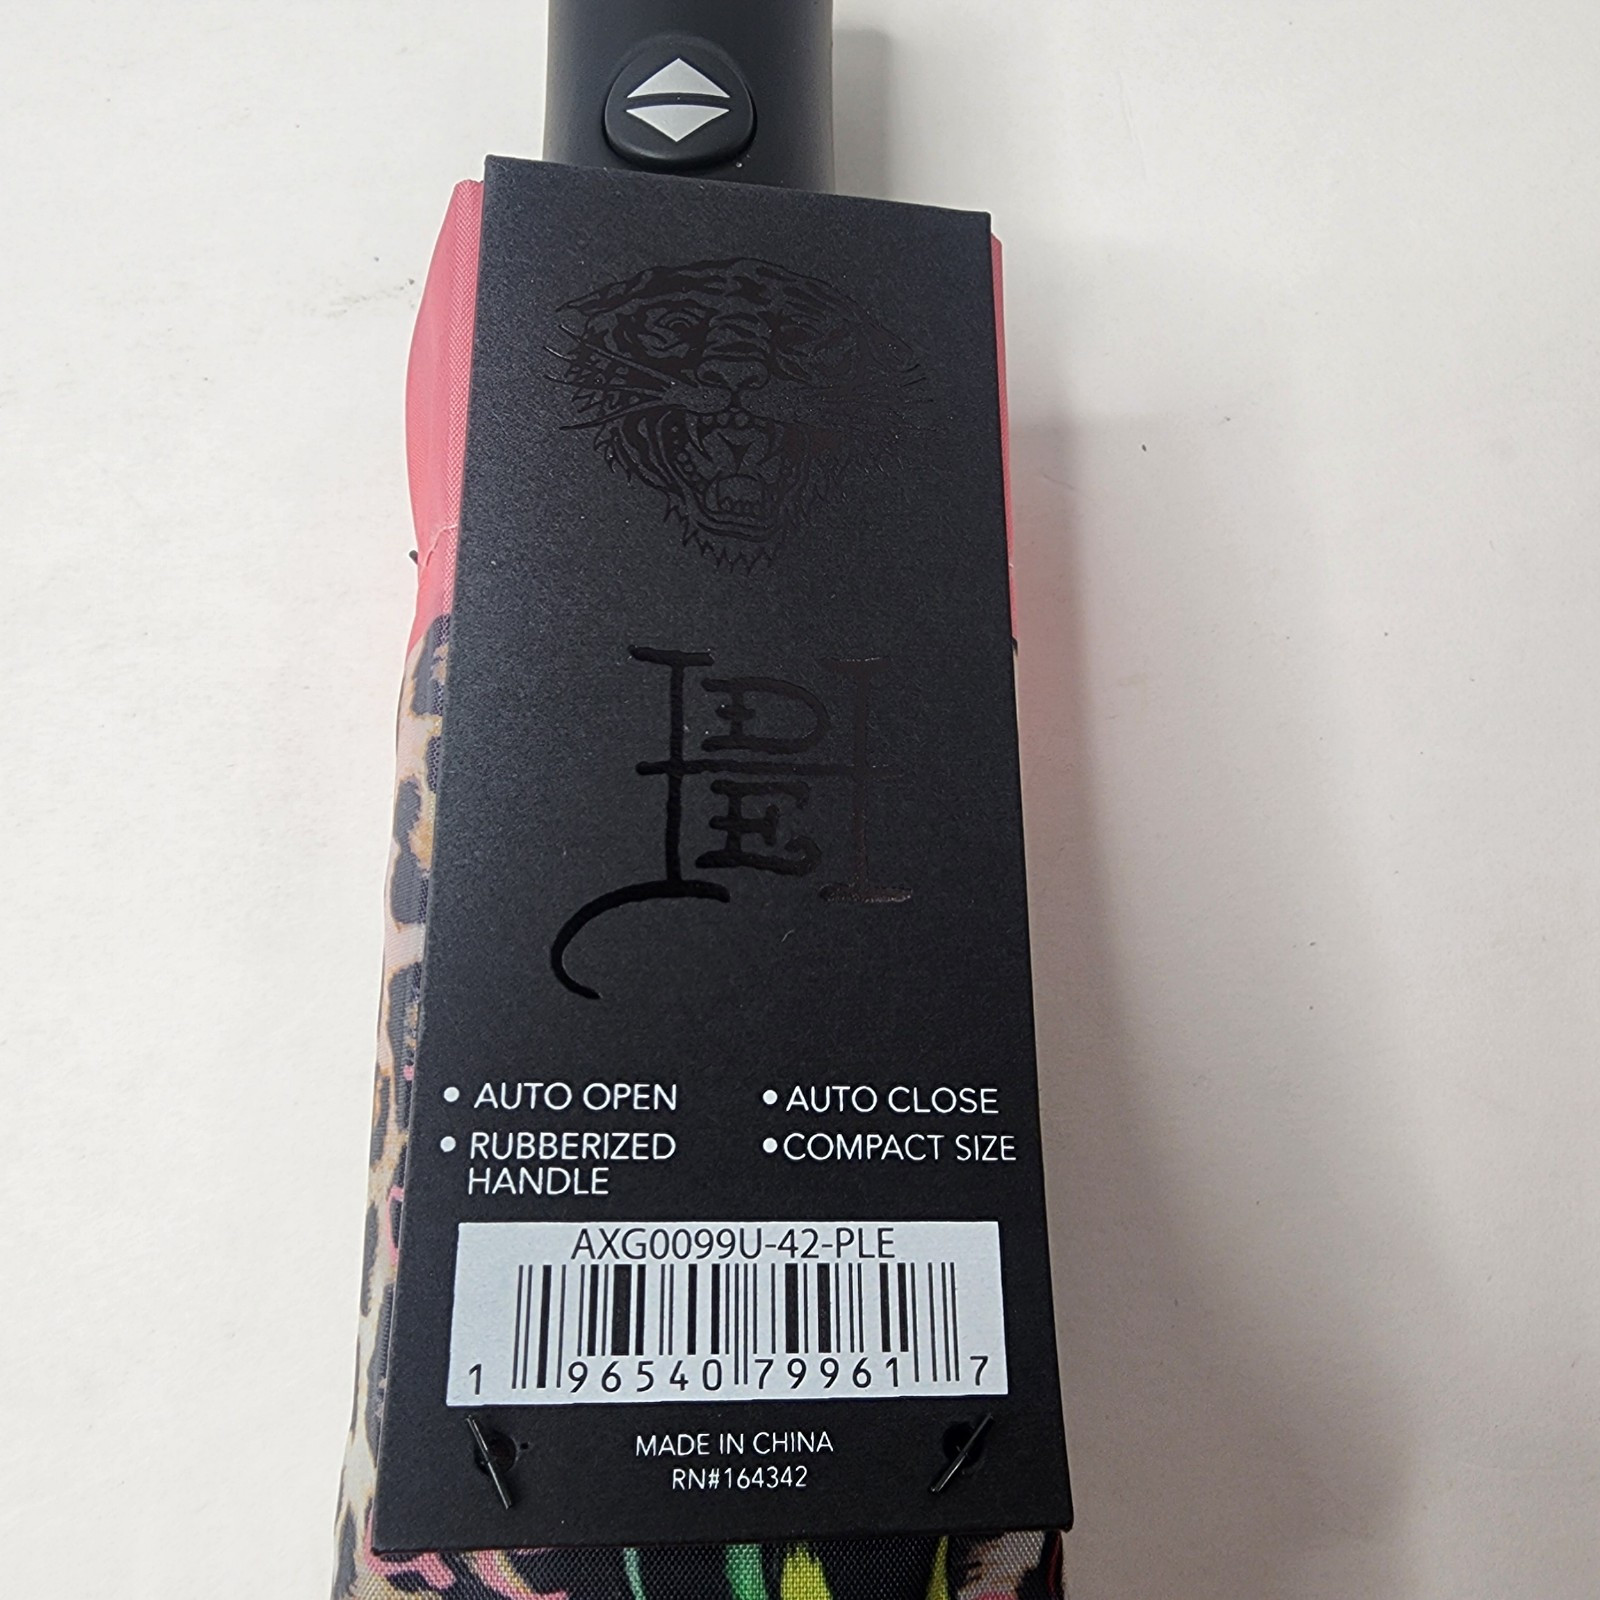 • AUTO OPEN
• AUTO CLOSE
• RUBBERIZED
HANDLE
• COMPACT SIZE
AXG0099U-42-PLE
1 96540 79961 7
MADE IN CHINA
RN#164342